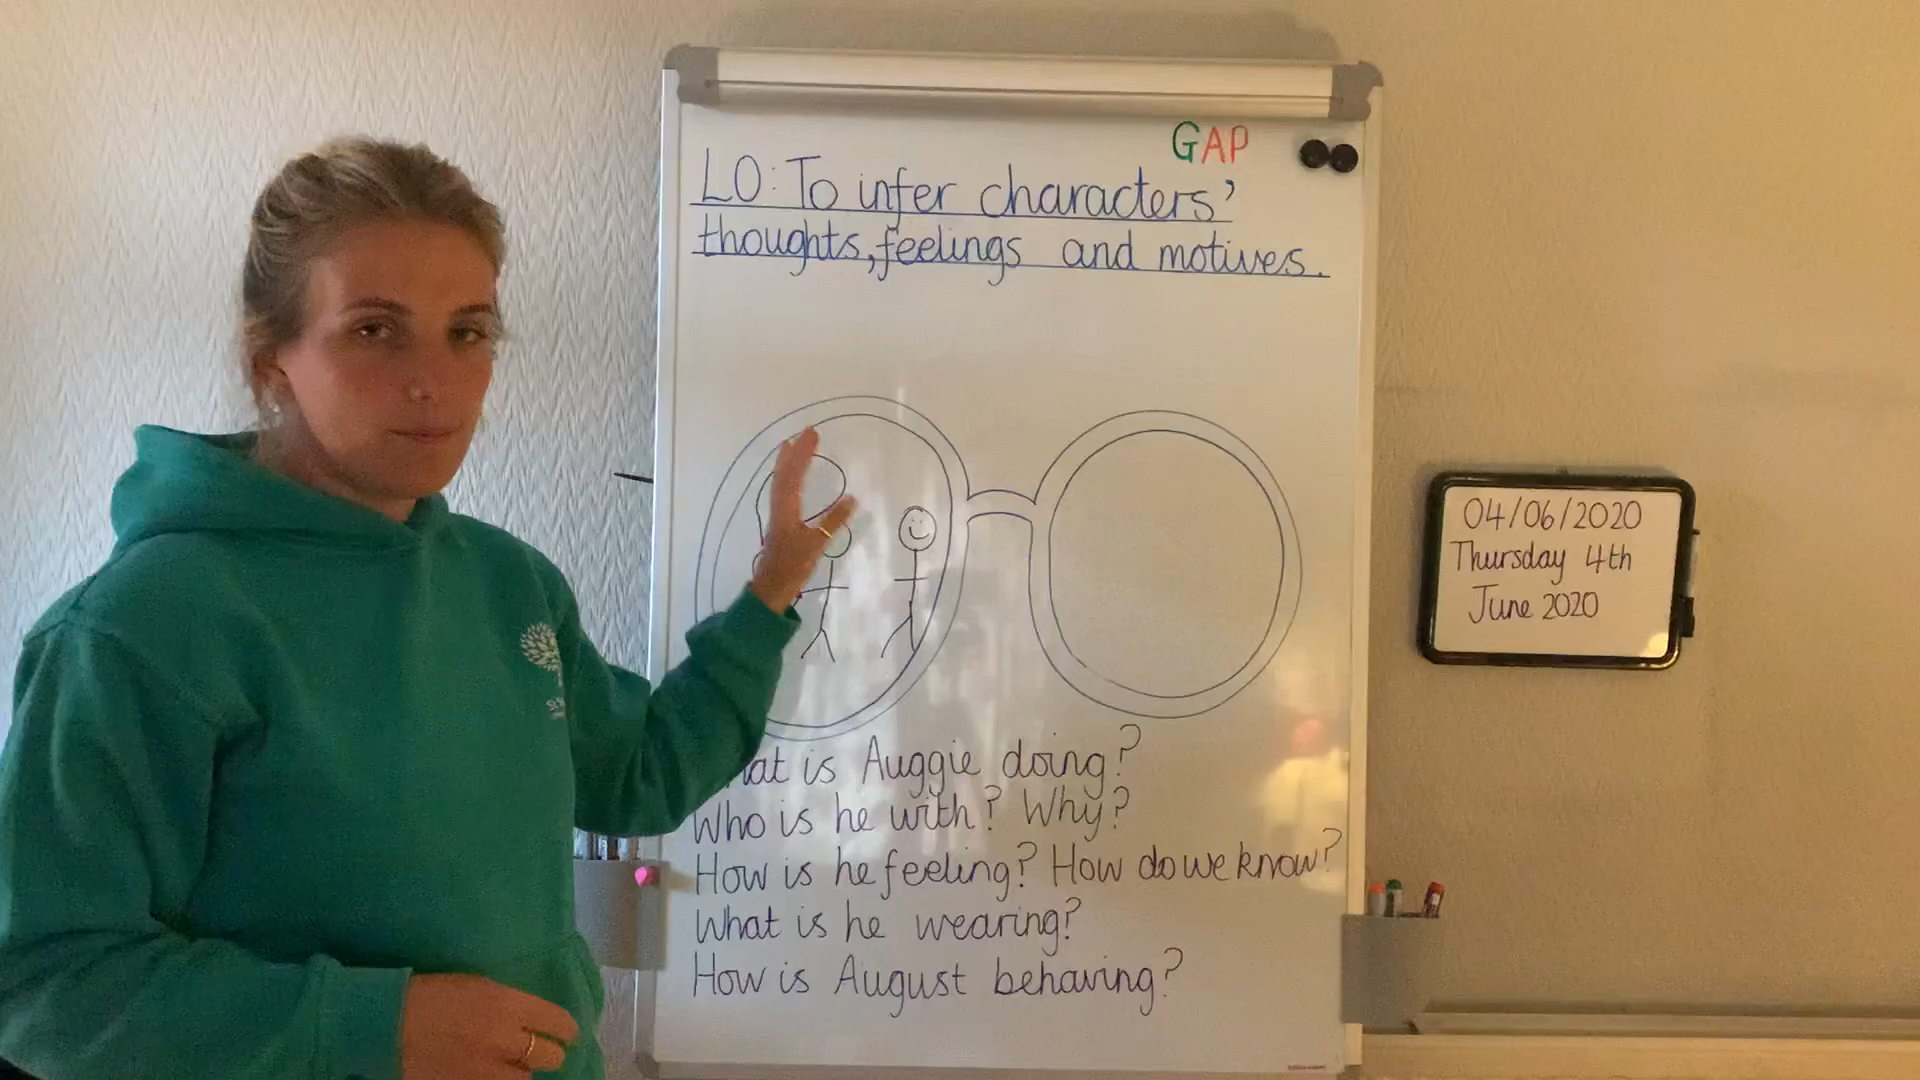 GAP
LO: To infer characters'
thoughts, feelings and motives.
is Auggie doing?
Who is he with? Why?
How is he feeling? How do we know?
What is he wearing?
How is August behaving?
04/06/2020
Thursday 4th
June 2020